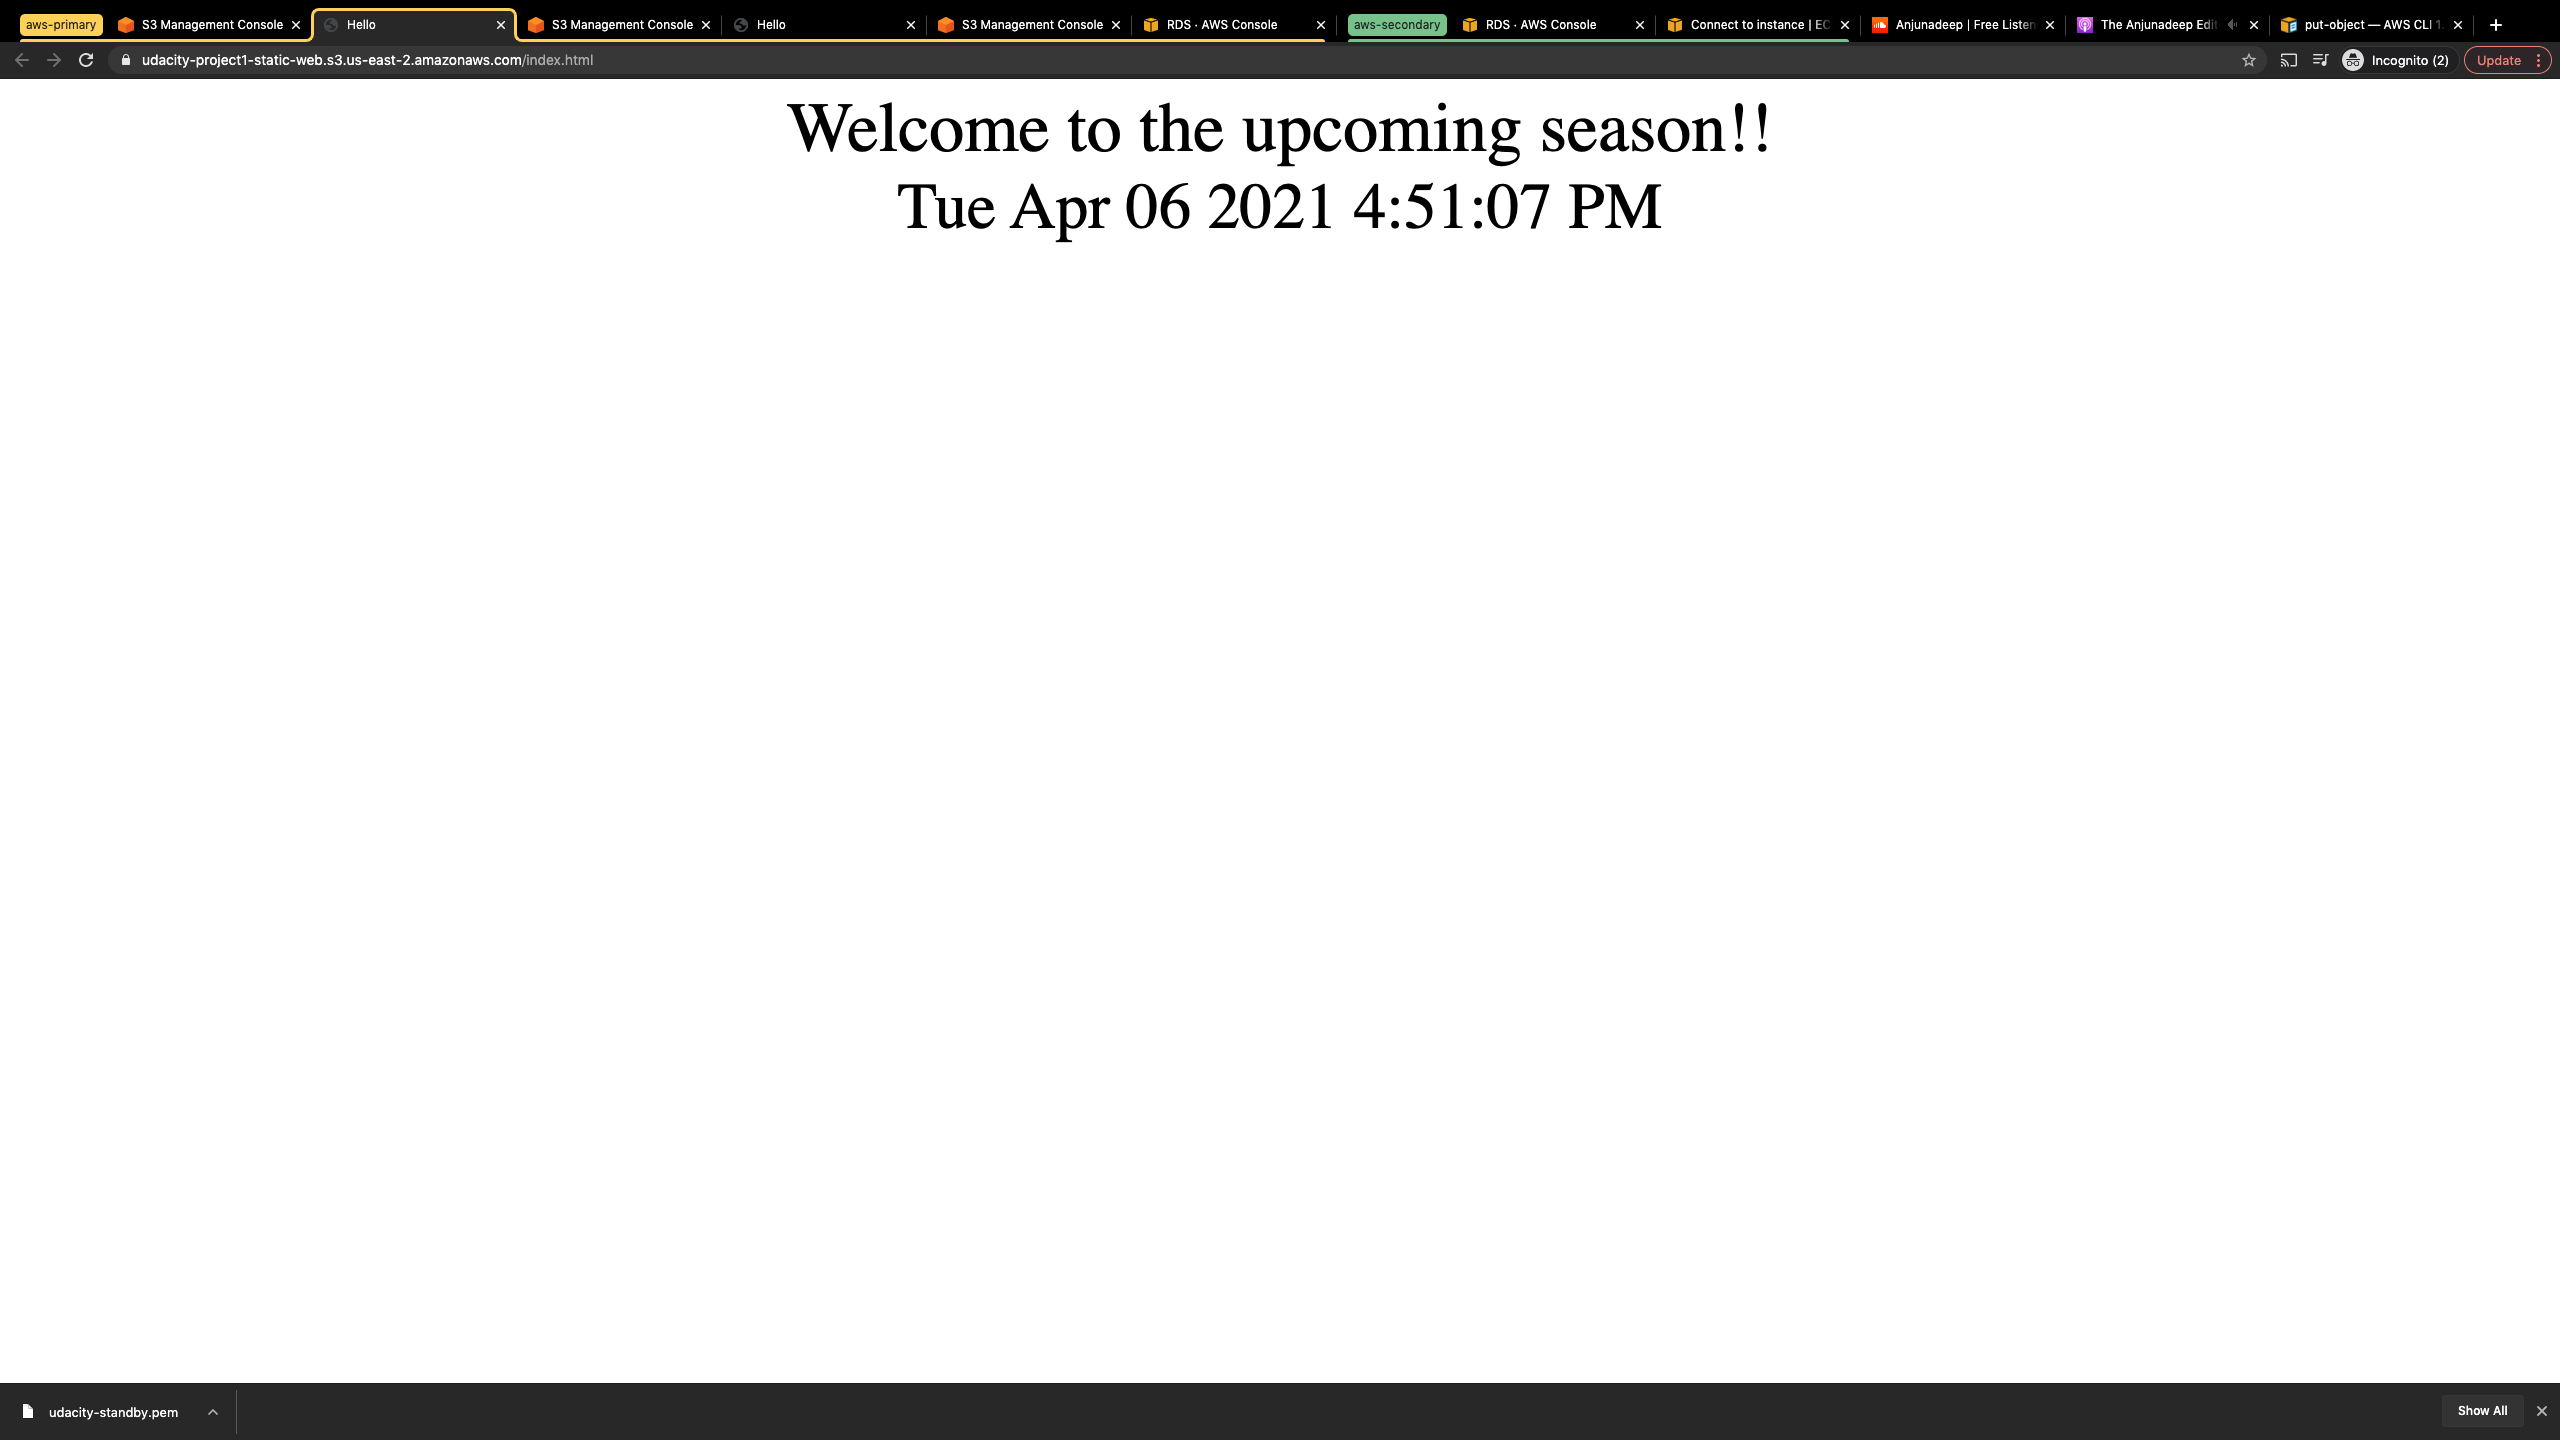 aws-primary
S3 Management Console
Hello
S3 Management Console
Hello
S3 Management Console
RDS · AWS Console
aws-secondary
RDS · AWS Console
Connect to instance | EC
Anjunadeep | Free Listen
The Anjunadeep Edit
put-object — AWS CLI 1.
udacity-project1-static-web.s3.us-east-2.amazonaws.com/index.html
Incognito (2)
Update
Welcome to the upcoming season!!
Tue Apr 06 2021 4:51:07 PM
udacity-standby.pem
Show All